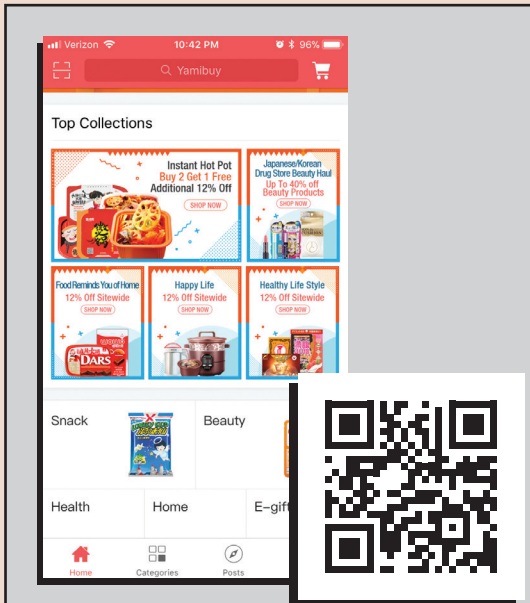 Verizon 10:42 PM 96%
Yamibuy
Top Collections
Instant Hot Pot
Buy 2 Get 1 Free
Additional 12% Off
SHOP NOW
Japanese/Korean
Drug Store Beauty Haul
Up To 40% off
Beauty Products
SHOP NOW
Food Reminds You of Home
12% Off Sitewide
SHOP NOW
DARS
Happy Life
12% Off Sitewide
SHOP NOW
Healthy Life Style
12% Off Sitewide
SHOP NOW
Snack
Beauty
Health
Home
E-gift
Home
Categories
Posts